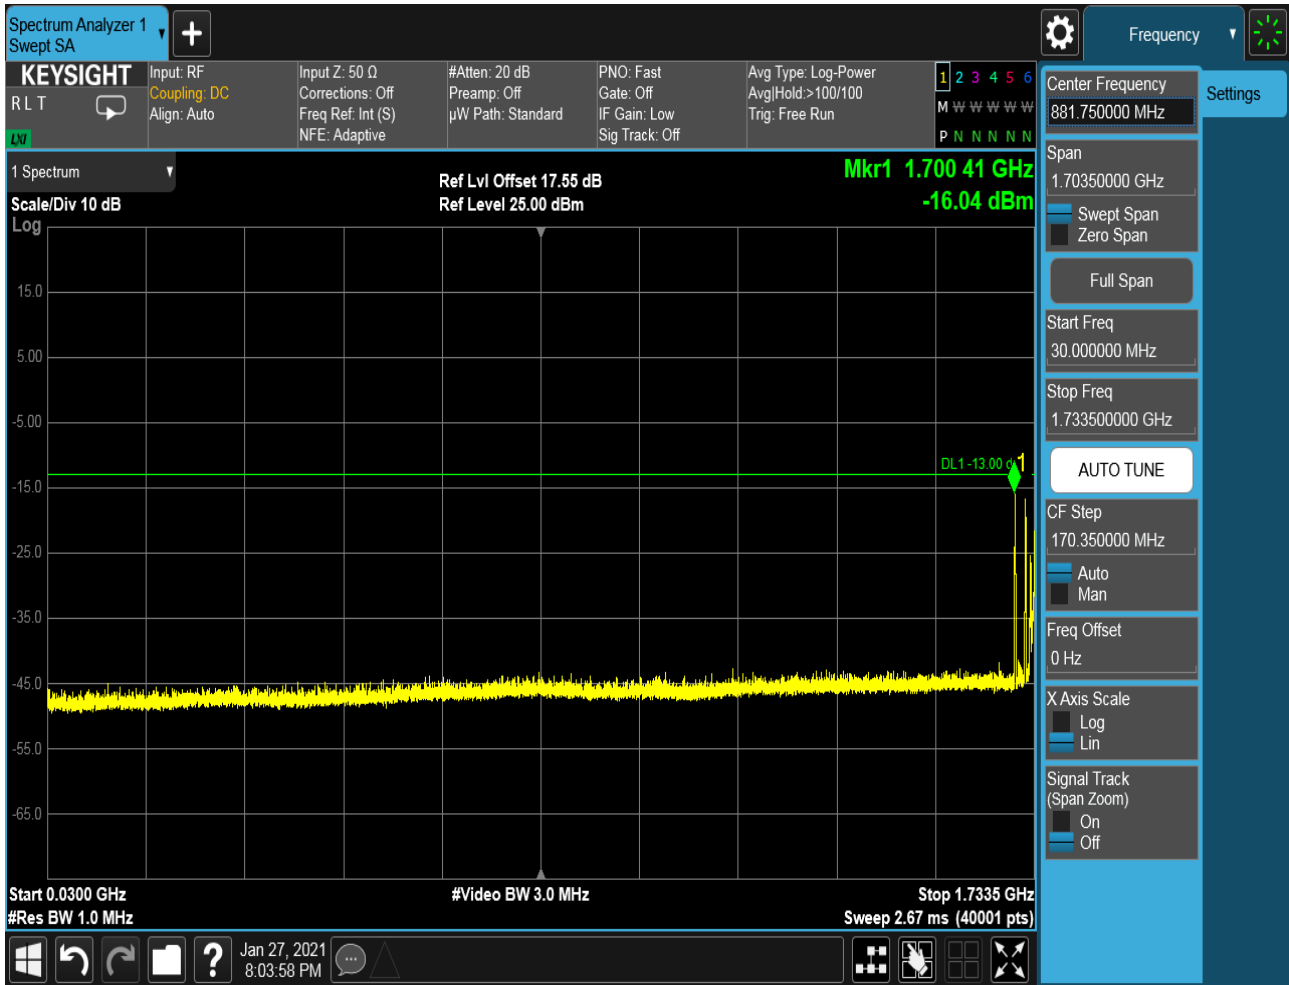 Spectrum Analyzer 1
Swept SA
Frequency
KEYSIGHT
R L T
LXI
Input: RF
Coupling: DC
Align: Auto
Input Z: 50 Ω
Corrections: Off
Freq Ref: Int (S)
NFE: Adaptive
#Atten: 20 dB
Preamp: Off
µW Path: Standard
PNO: Fast
Gate: Off
IF Gain: Low
Sig Track: Off
Avg Type: Log-Power
Avg|Hold:>100/100
Trig: Free Run
1 2 3 4 5 6
M W W W W W
P N N N N N
Center Frequency
881.750000 MHz
Settings
Span
1.70350000 GHz
Swept Span
Zero Span
Full Span
Start Freq
30.000000 MHz
Stop Freq
1.733500000 GHz
AUTO TUNE
CF Step
170.350000 MHz
Auto
Man
Freq Offset
0 Hz
X Axis Scale
Log
Lin
Signal Track
(Span Zoom)
On
Off
1 Spectrum
Scale/Div 10 dB
Log
Ref Lvl Offset 17.55 dB
Ref Level 25.00 dBm
Mkr1 1.700 41 GHz
-16.04 dBm
15.0
5.00
-5.00
DL1 -13.00 d
1
-15.0
-25.0
-35.0
-45.0
-55.0
-65.0
Start 0.0300 GHz
#Video BW 3.0 MHz
Stop 1.7335 GHz
#Res BW 1.0 MHz
Sweep 2.67 ms (40001 pts)
?
Jan 27, 2021
8:03:58 PM